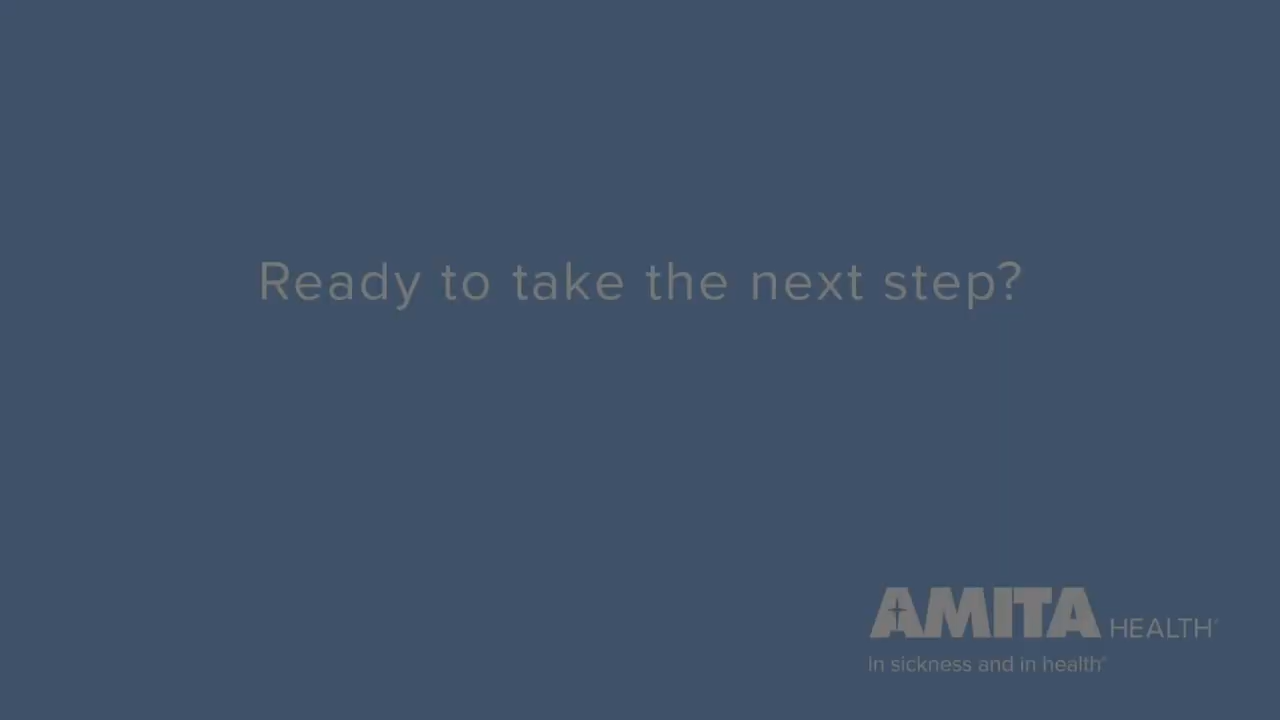 Ready to take the next step?
AMITA HEALTH®
In sickness and in health®